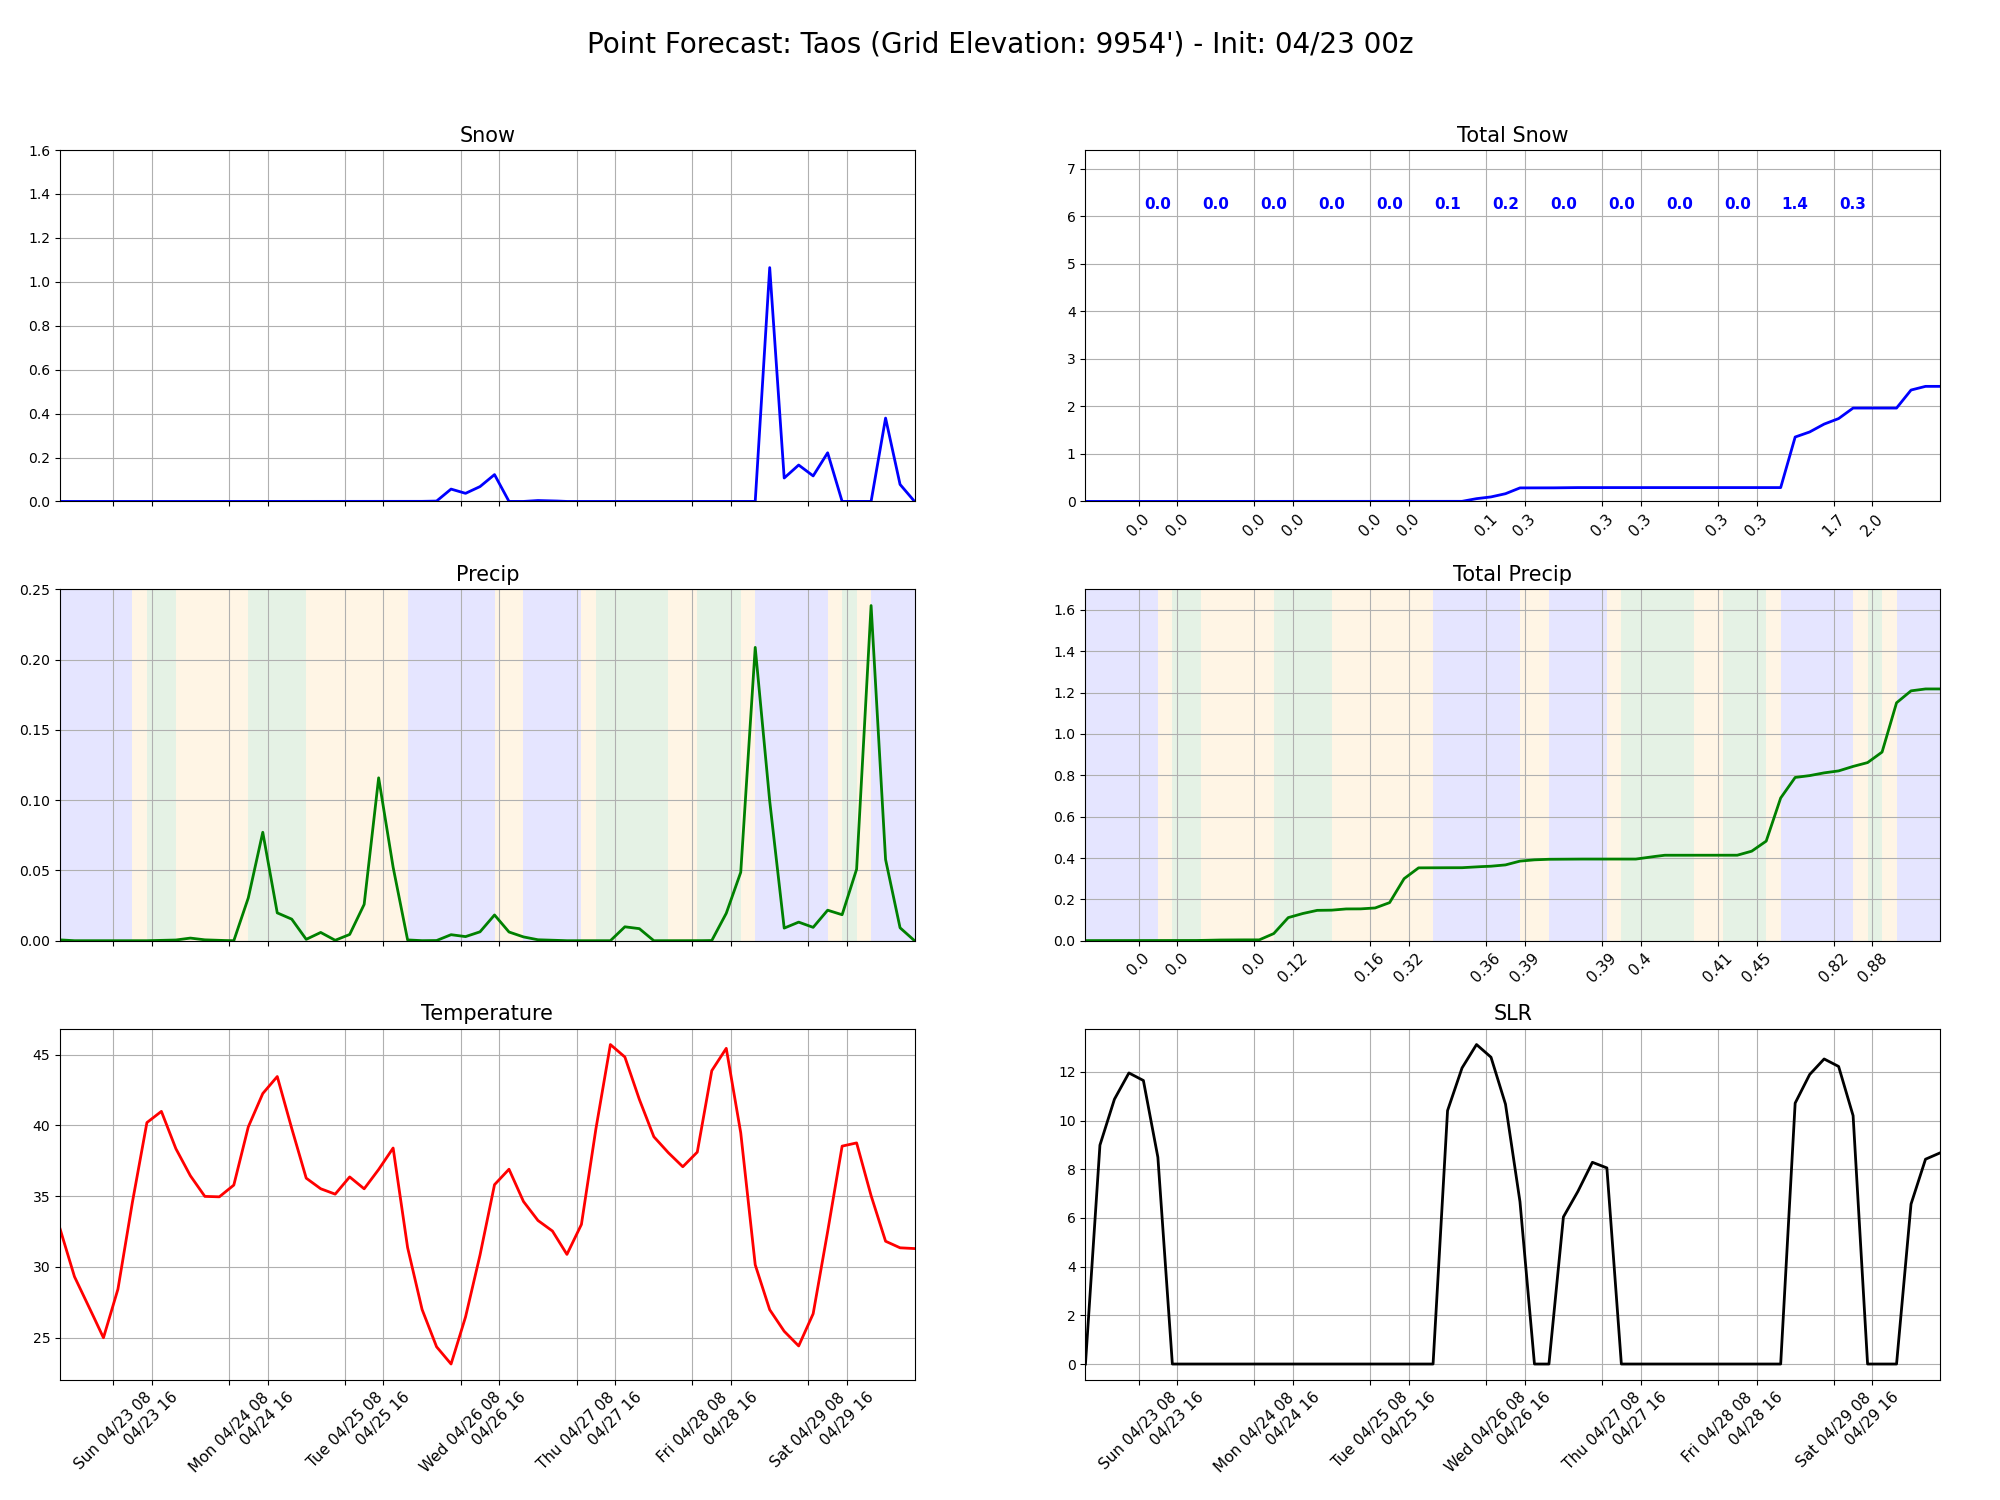 Point Forecast: Taos (Grid Elevation: 9954') - Init: 04/23 00z
Snow
1.6
1.4
1.2
1.0
0.8
0.6
0.4
0.2
0.0
Total Snow
7
6
5
4
3
2
1
0
0.0 0.0 0.0 0.0 0.0 0.1 0.2 0.0 0.0 0.0 0.0 1.4 0.3
0.0 0.0 0.0 0.0 0.0 0.0 0.1 0.3 0.3 0.3 0.3 0.3 1.7 2.0
Precip
0.25
0.20
0.15
0.10
0.05
0.00
Total Precip
1.6
1.4
1.2
1.0
0.8
0.6
0.4
0.2
0.0
0.0 0.0 0.0 0.12 0.16 0.32 0.36 0.39 0.39 0.4 0.41 0.45 0.82 0.88
Temperature
45
40
35
30
25
Sun 04/23 08
04/23 16
Mon 04/24 08
04/24 16
Tue 04/25 08
04/25 16
Wed 04/26 08
04/26 16
Thu 04/27 08
04/27 16
Fri 04/28 08
04/28 16
Sat 04/29 08
04/29 16
SLR
12
10
8
6
4
2
0
Sun 04/23 08
04/23 16
Mon 04/24 08
04/24 16
Tue 04/25 08
04/25 16
Wed 04/26 08
04/26 16
Thu 04/27 08
04/27 16
Fri 04/28 08
04/28 16
Sat 04/29 08
04/29 16